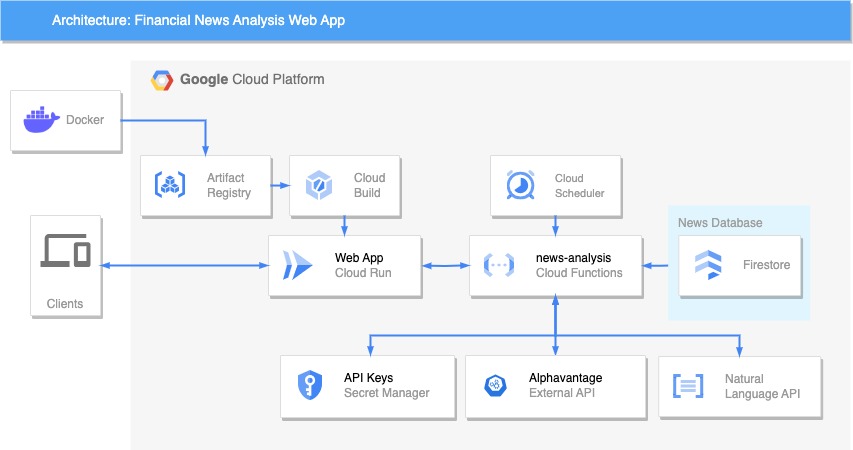 Architecture: Financial News Analysis Web App
Google Cloud Platform
Docker
Artifact
Registry
Cloud
Build
Cloud
Scheduler
News Database
Clients
Web App
Cloud Run
news-analysis
Cloud Functions
Firestore
API Keys
Secret Manager
Alphavantage
External API
Natural
Language API